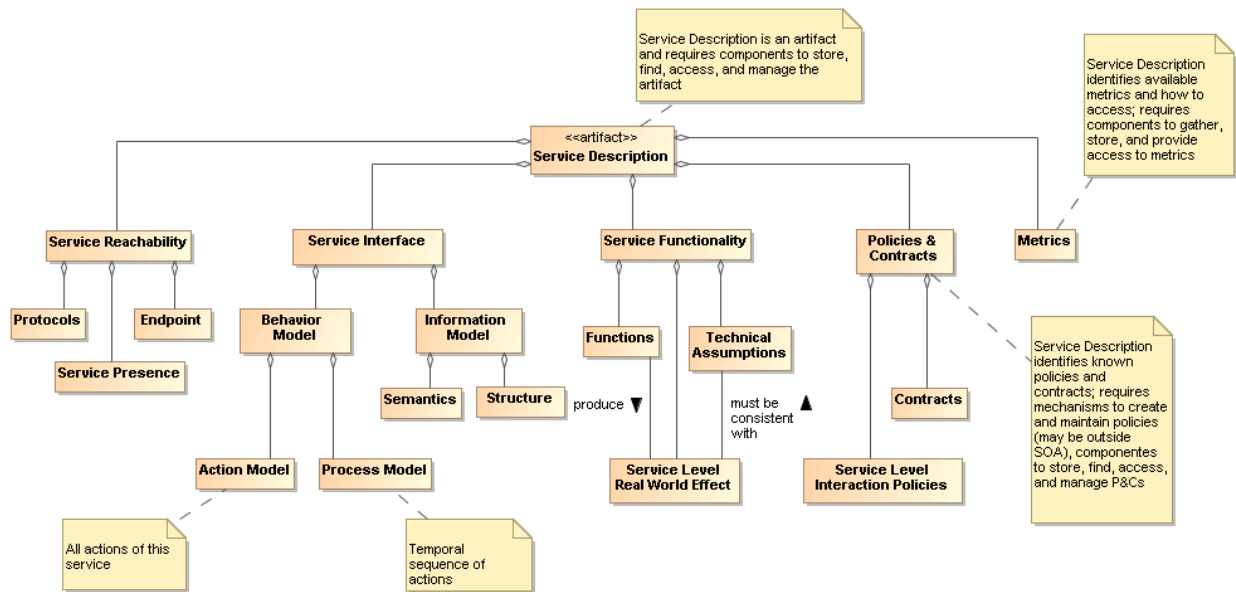 Service Description is an artifact
and requires components to store,
find, access, and manage the
artifact
Service Description
identifies available
metrics and how to
access; requires
components to gather,
store, and provide
access to metrics
<<artifact>>
Service Description
Service Reachability
Service Interface
Service Functionality
Policies &
Contracts
Metrics
Protocols
Endpoint
Service Presence
Behavior
Model
Information
Model
Functions
Technical
Assumptions
Semantics
Structure
produce
must be
consistent
with
Contracts
Service Description
identifies known
policies and
contracts; requires
mechanisms to create
and maintain policies
(may be outside
SOA), componentes
to store, find, access,
and manage P&Cs
Action Model
Process Model
Service Level
Real World Effect
Service Level
Interaction Policies
All actions of this
service
Temporal
sequence of
actions